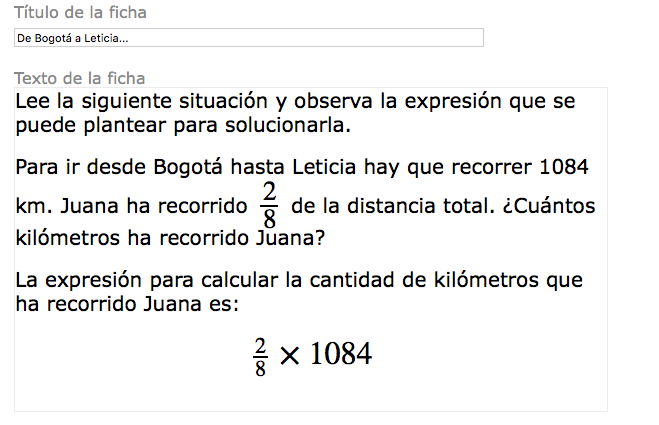 Título de la ficha
De Bogotá a Leticia...
Texto de la ficha
Lee la siguiente situación y observa la expresión que se
puede plantear para solucionarla.
Para ir desde Bogotá hasta Leticia hay que recorrer 1084
km. Juana ha recorrido 2/8 de la distancia total. ¿Cuántos
kilómetros ha recorrido Juana?
La expresión para calcular la cantidad de kilómetros que
ha recorrido Juana es:
2/8 × 1084